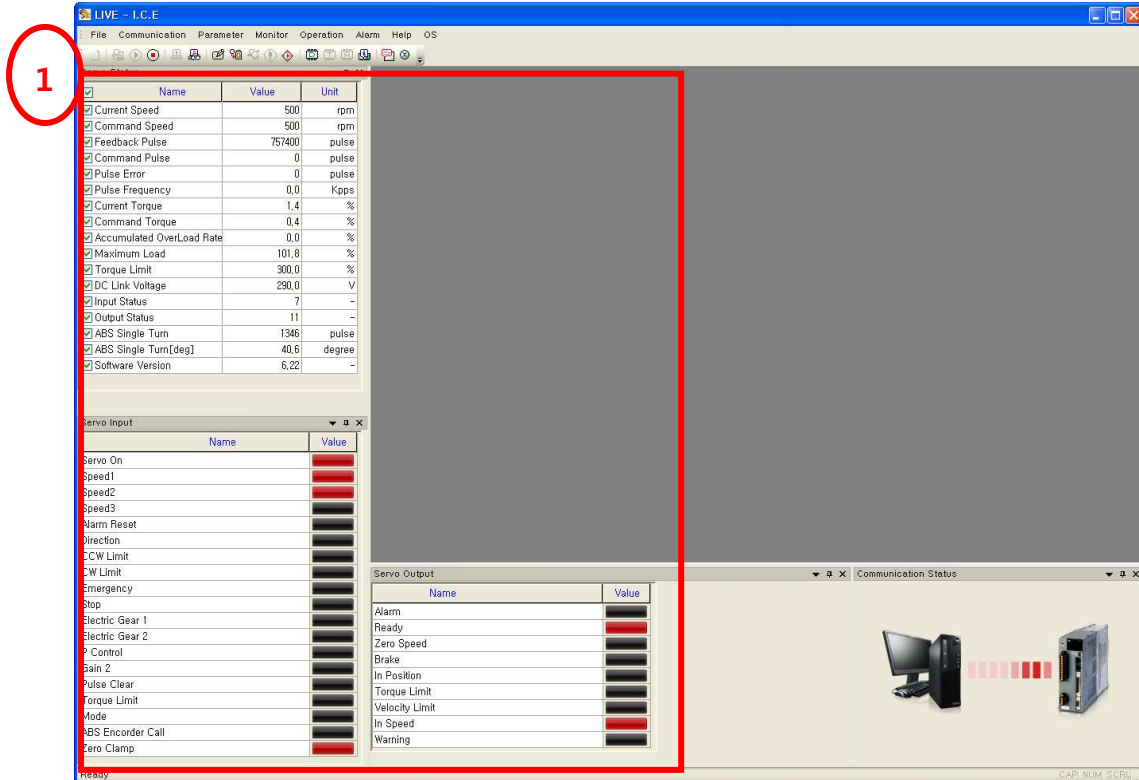 LIVE - I.C.E
File Communication Parameter Monitor Operation Alarm Help OS
1
Servo Status
Name Value Unit
Current Speed 500 rpm
Command Speed 500 rpm
Feedback Pulse 757400 pulse
Command Pulse 0 pulse
Pulse Error 0 pulse
Pulse Frequency 0,0 Kpps
Current Torque 1,4 %
Command Torque 0,4 %
Accumulated OverLoad Rate 0,0 %
Maximum Load 101,8 %
Torque Limit 300,0 %
DC Link Voltage 290,0 V
Input Status 7 -
Output Status 11 -
ABS Single Turn 1346 pulse
ABS Single Turn[deg] 40,6 degree
Software Version 6,22 -
Servo Input
Name Value
Servo On
Speed1
Speed2
Speed3
Alarm Reset
Direction
CCW Limit
CW Limit
Emergency
Stop
Electric Gear 1
Electric Gear 2
P Control
Gain 2
Pulse Clear
Torque Limit
Mode
ABS Encorder Call
Zero Clamp
Servo Output
Name Value
Alarm
Ready
Zero Speed
Brake
In Position
Torque Limit
Velocity Limit
In Speed
Warning
Communication Status
Ready
CAP NUM SCRL